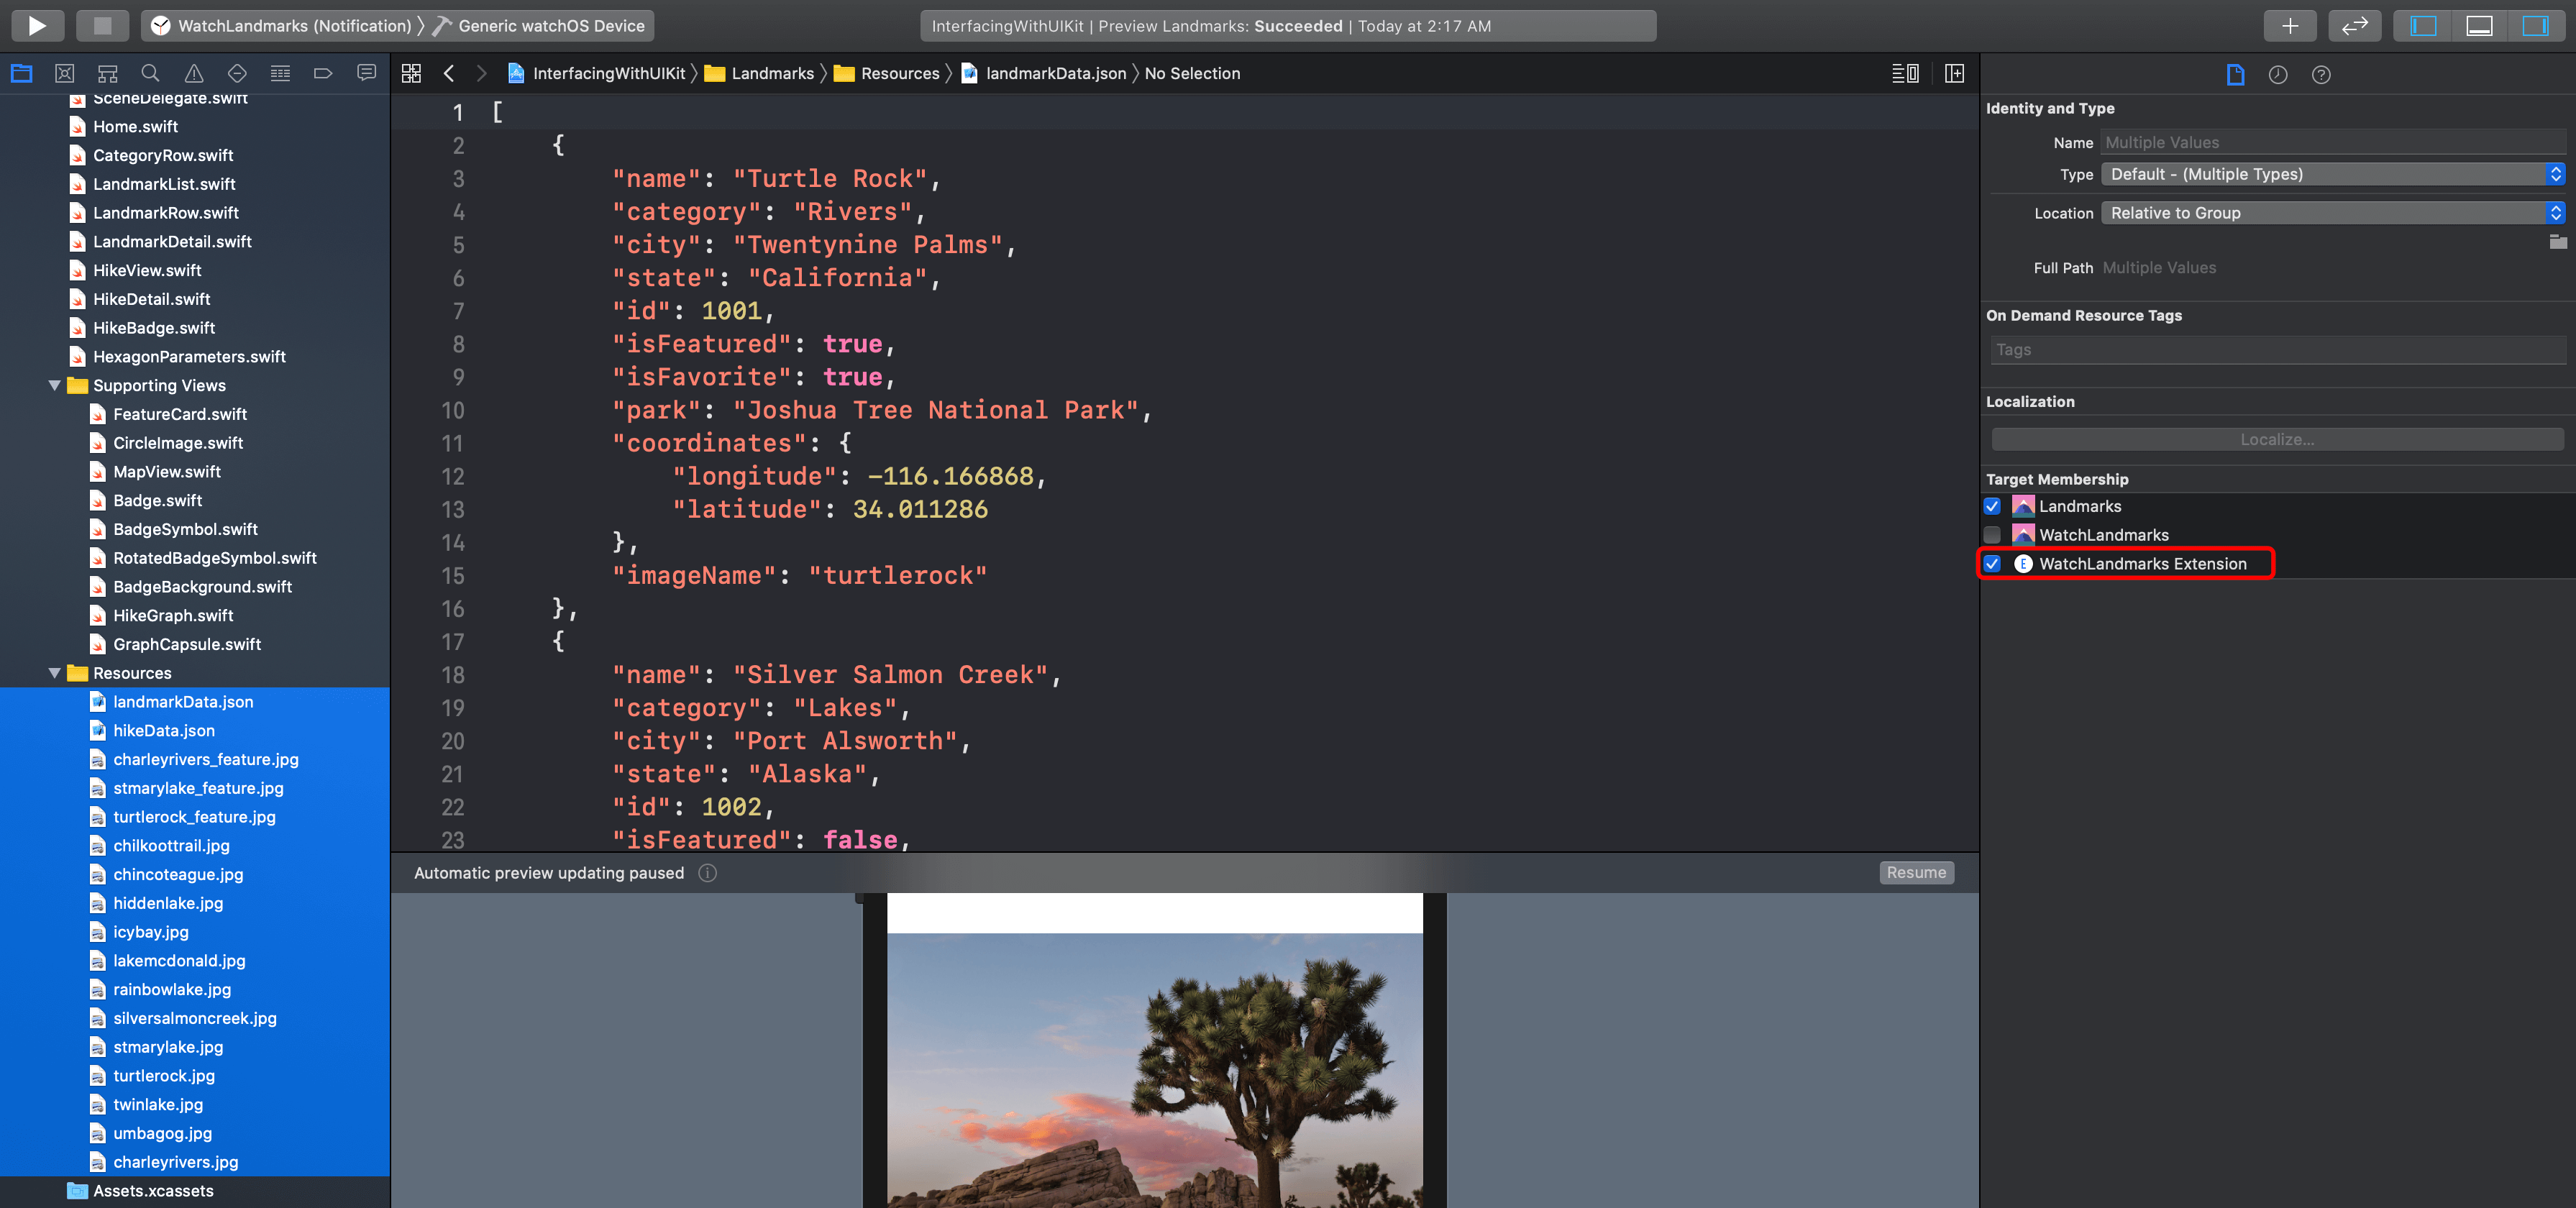 WatchLandmarks (Notification) 〉 Generic watchOS Device
InterfacingWithUIKit | Preview Landmarks: Succeeded | Today at 2:17 AM
InterfacingWithUIKit 〉 Landmarks 〉 Resources 〉 landmarkData.json 〉 No Selection
SceneDelegate.swift
Home.swift
CategoryRow.swift
LandmarkList.swift
LandmarkRow.swift
LandmarkDetail.swift
HikeView.swift
HikeDetail.swift
HikeBadge.swift
HexagonParameters.swift
Supporting Views
FeatureCard.swift
CircleImage.swift
MapView.swift
Badge.swift
BadgeSymbol.swift
RotatedBadgeSymbol.swift
BadgeBackground.swift
HikeGraph.swift
GraphCapsule.swift
Resources
landmarkData.json
hikeData.json
charleyrivers_feature.jpg
stmarylake_feature.jpg
turtlerock_feature.jpg
chilkoottrail.jpg
chincoteague.jpg
hiddenlake.jpg
icybay.jpg
lakemcdonald.jpg
rainbowlake.jpg
silversalmoncreek.jpg
stmarylake.jpg
turtlerock.jpg
twinlake.jpg
umbagog.jpg
charleyrivers.jpg
Assets.xcassets
1 [
2 {
3 "name": "Turtle Rock",
4 "category": "Rivers",
5 "city": "Twentynine Palms",
6 "state": "California",
7 "id": 1001,
8 "isFeatured": true,
9 "isFavorite": true,
10 "park": "Joshua Tree National Park",
11 "coordinates": {
12 "longitude": -116.166868,
13 "latitude": 34.011286
14 },
15 "imageName": "turtlerock"
16 },
17 {
18 "name": "Silver Salmon Creek",
19 "category": "Lakes",
20 "city": "Port Alsworth",
21 "state": "Alaska",
22 "id": 1002,
23 "isFeatured": false,
Automatic preview updating paused
Resume
Identity and Type
Name Multiple Values
Type Default - (Multiple Types)
Location Relative to Group
Full Path Multiple Values
On Demand Resource Tags
Tags
Localization
Localize...
Target Membership
Landmarks
WatchLandmarks
E WatchLandmarks Extension